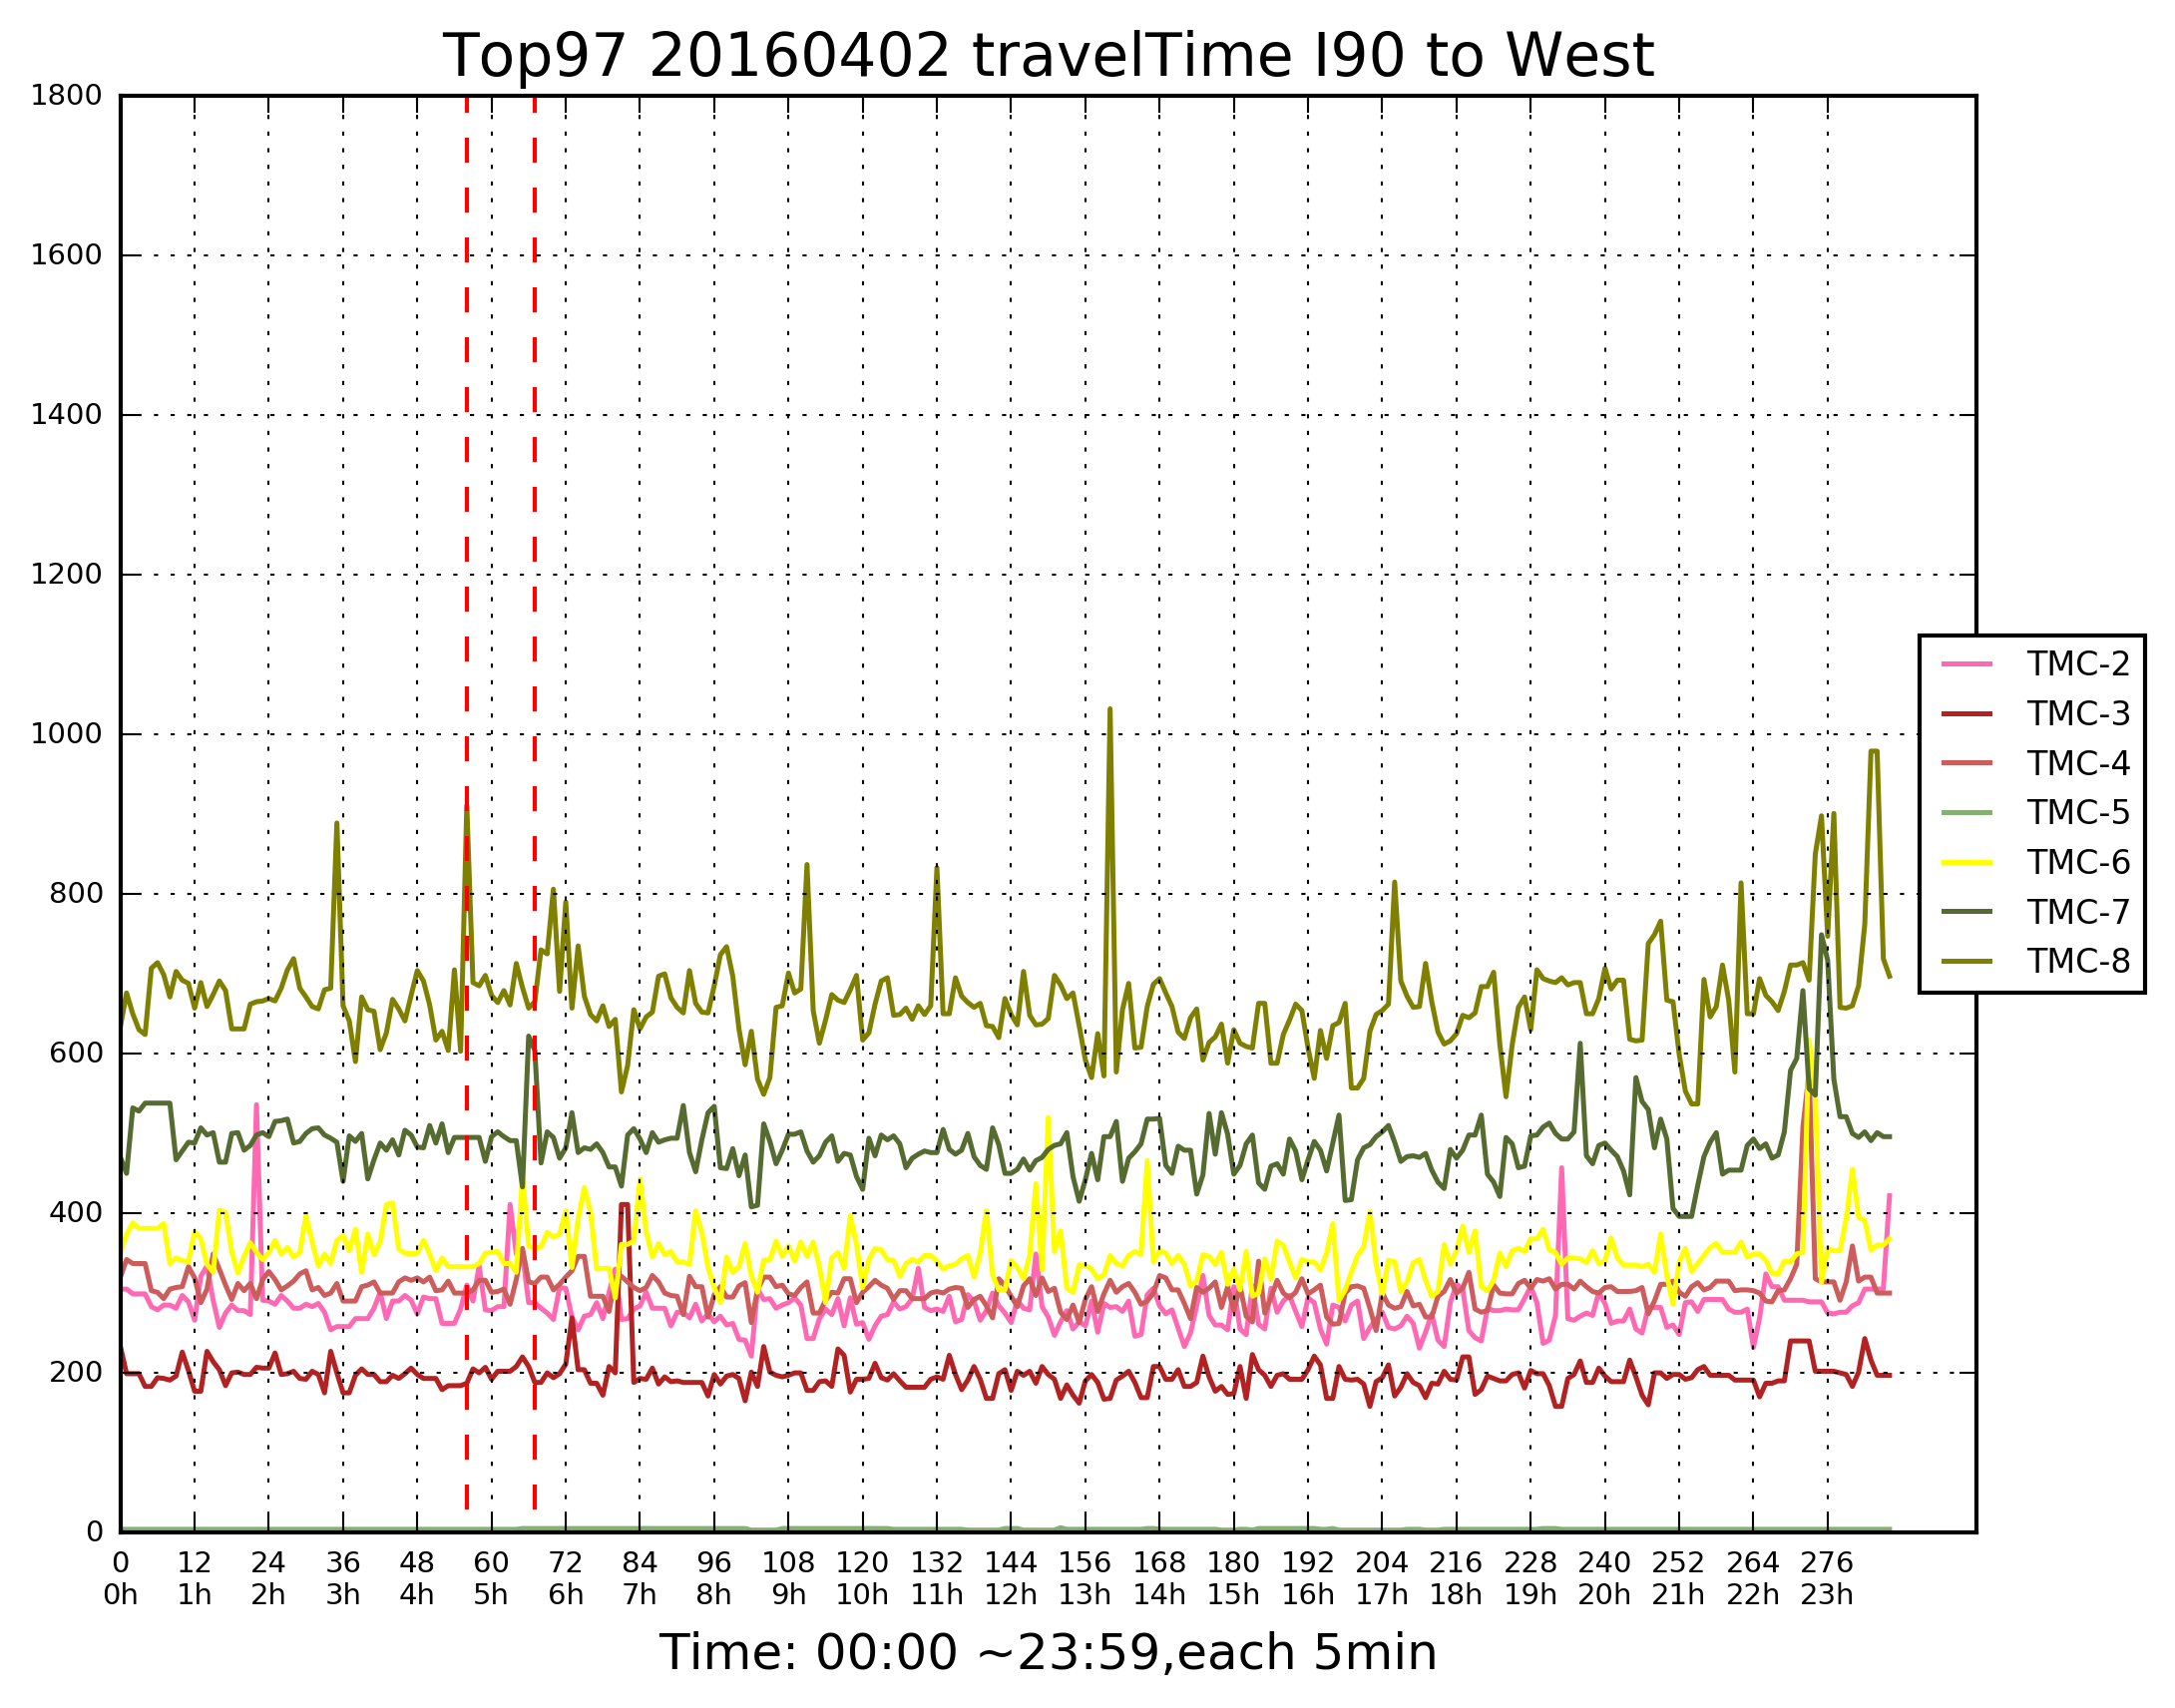 Top97 20160402 travelTime I90 to West
1800
1600
1400
1200
1000
800
600
400
200
0
TMC-2
TMC-3
TMC-4
TMC-5
TMC-6
TMC-7
TMC-8
0 12 24 36 48 60 72 84 96 108 120 132 144 156 168 180 192 204 216 228 240 252 264 276
0h 1h 2h 3h 4h 5h 6h 7h 8h 9h 10h 11h 12h 13h 14h 15h 16h 17h 18h 19h 20h 21h 22h 23h
Time: 00:00 ~23:59,each 5min